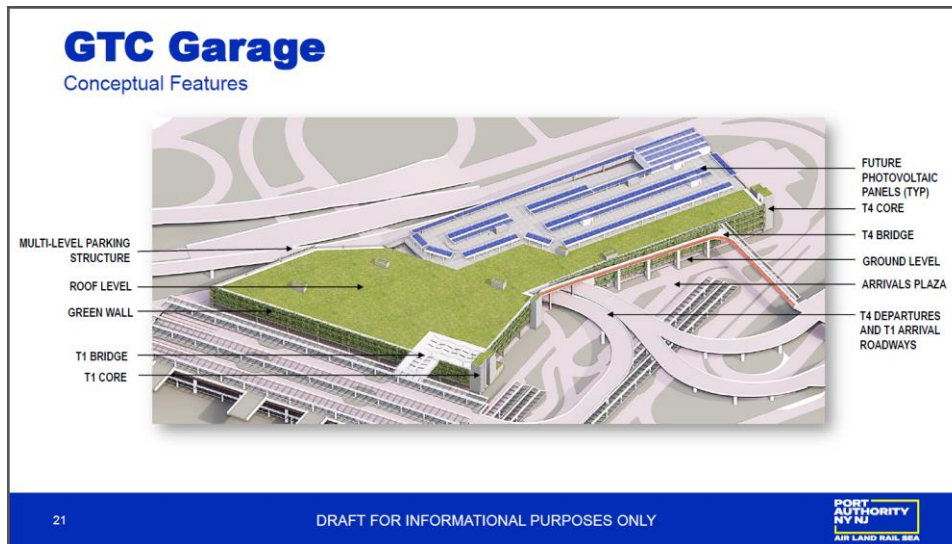 GTC Garage
Conceptual Features
MULTI-LEVEL PARKING
STRUCTURE
ROOF LEVEL
GREEN WALL
T1 BRIDGE
T1 CORE
FUTURE
PHOTOVOLTAIC
PANELS (TYP)
T4 CORE
T4 BRIDGE
GROUND LEVEL
ARRIVALS PLAZA
T4 DEPARTURES
AND T1 ARRIVAL
ROADWAYS
21
DRAFT FOR INFORMATIONAL PURPOSES ONLY
PORT
AUTHORITY
NY NJ
AIR LAND RAIL SEA